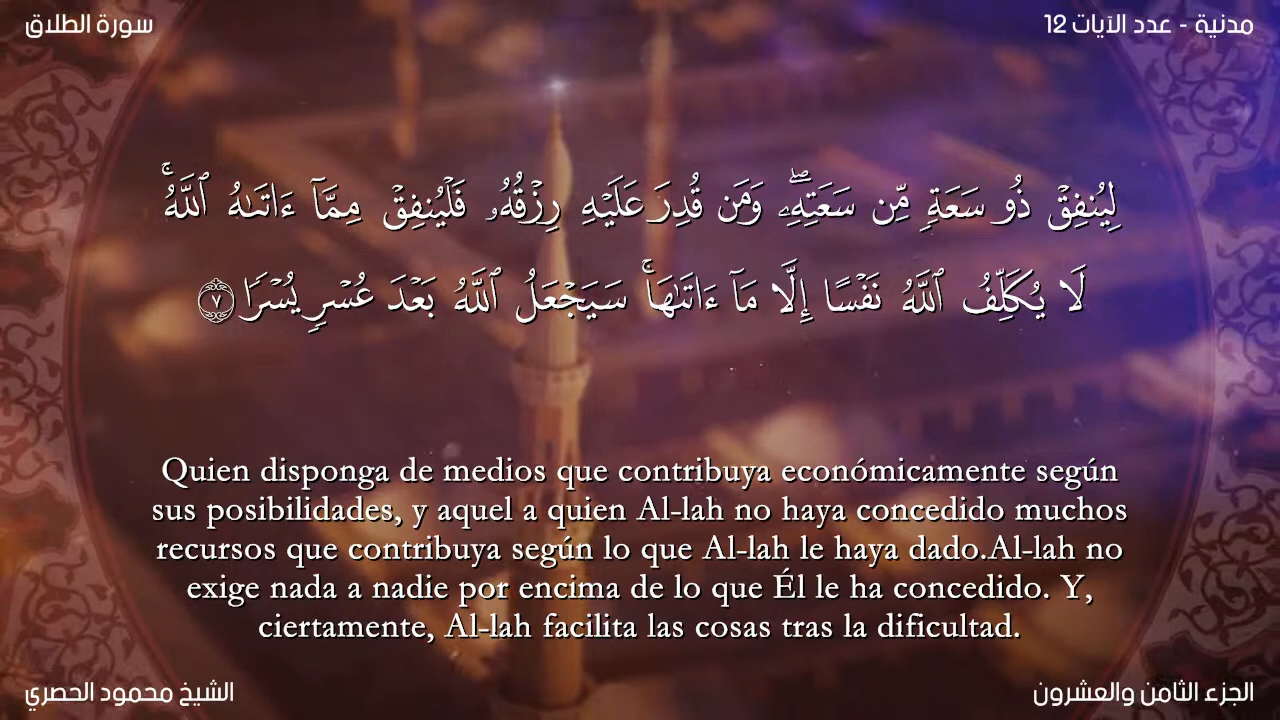 سورة الطلاق
مدنية - عدد الآيات 12
لِيُنفِقْ ذُو سَعَةٍ مِّن سَعَتِهِۦۖ وَمَن قُدِرَ عَلَيْهِ رِزْقُهُۥ فَلْيُنفِقْ مِمَّآ ءَاتَىٰهُ ٱللَّهُۚ
لَا يُكَلِّفُ ٱللَّهُ نَفْسًا إِلَّا مَآ ءَاتَىٰهَاۚ سَيَجْعَلُ ٱللَّهُ بَعْدَ عُسْرٍ يُسْرًا ٧
Quien disponga de medios que contribuya económicamente según
sus posibilidades, y aquel a quien Al-lah no haya concedido muchos
recursos que contribuya según lo que Al-lah le haya dado.Al-lah no
exige nada a nadie por encima de lo que Él le ha concedido. Y,
ciertamente, Al-lah facilita las cosas tras la dificultad.
الشيخ محمود الحصري
الجزء الثامن والعشرون